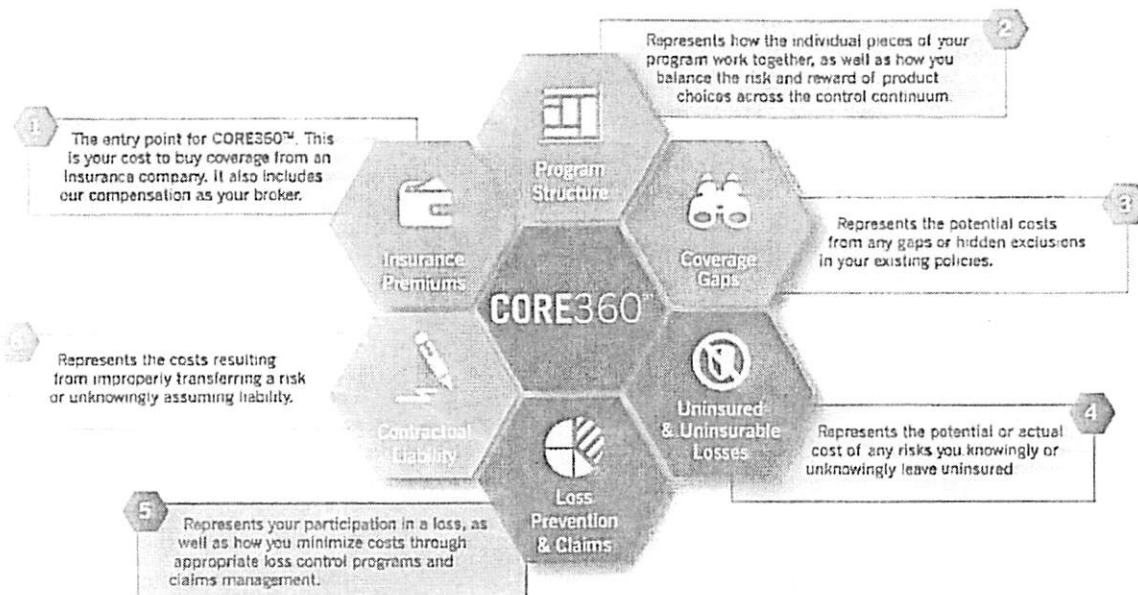 1
The entry point for CORE360™. This
is your cost to buy coverage from an
insurance company. It also includes
our compensation as your broker.
2
Represents how the individual pieces of your
program work together, as well as how you
balance the risk and reward of product
choices across the control continuum.
3
Represents the potential costs
from any gaps or hidden exclusions
in your existing policies.
4
Represents the potential or actual
cost of any risks you knowingly or
unknowingly leave uninsured
5
Represents your participation in a loss, as
well as how you minimize costs through
appropriate loss control programs and
claims management.
Represents the costs resulting
from improperly transferring a risk
or unknowingly assuming liability.
Insurance
Premiums
Program
Structure
Coverage
Gaps
Uninsured
& Uninsurable
Losses
Loss
Prevention
& Claims
Contractual
Liability
CORE360™